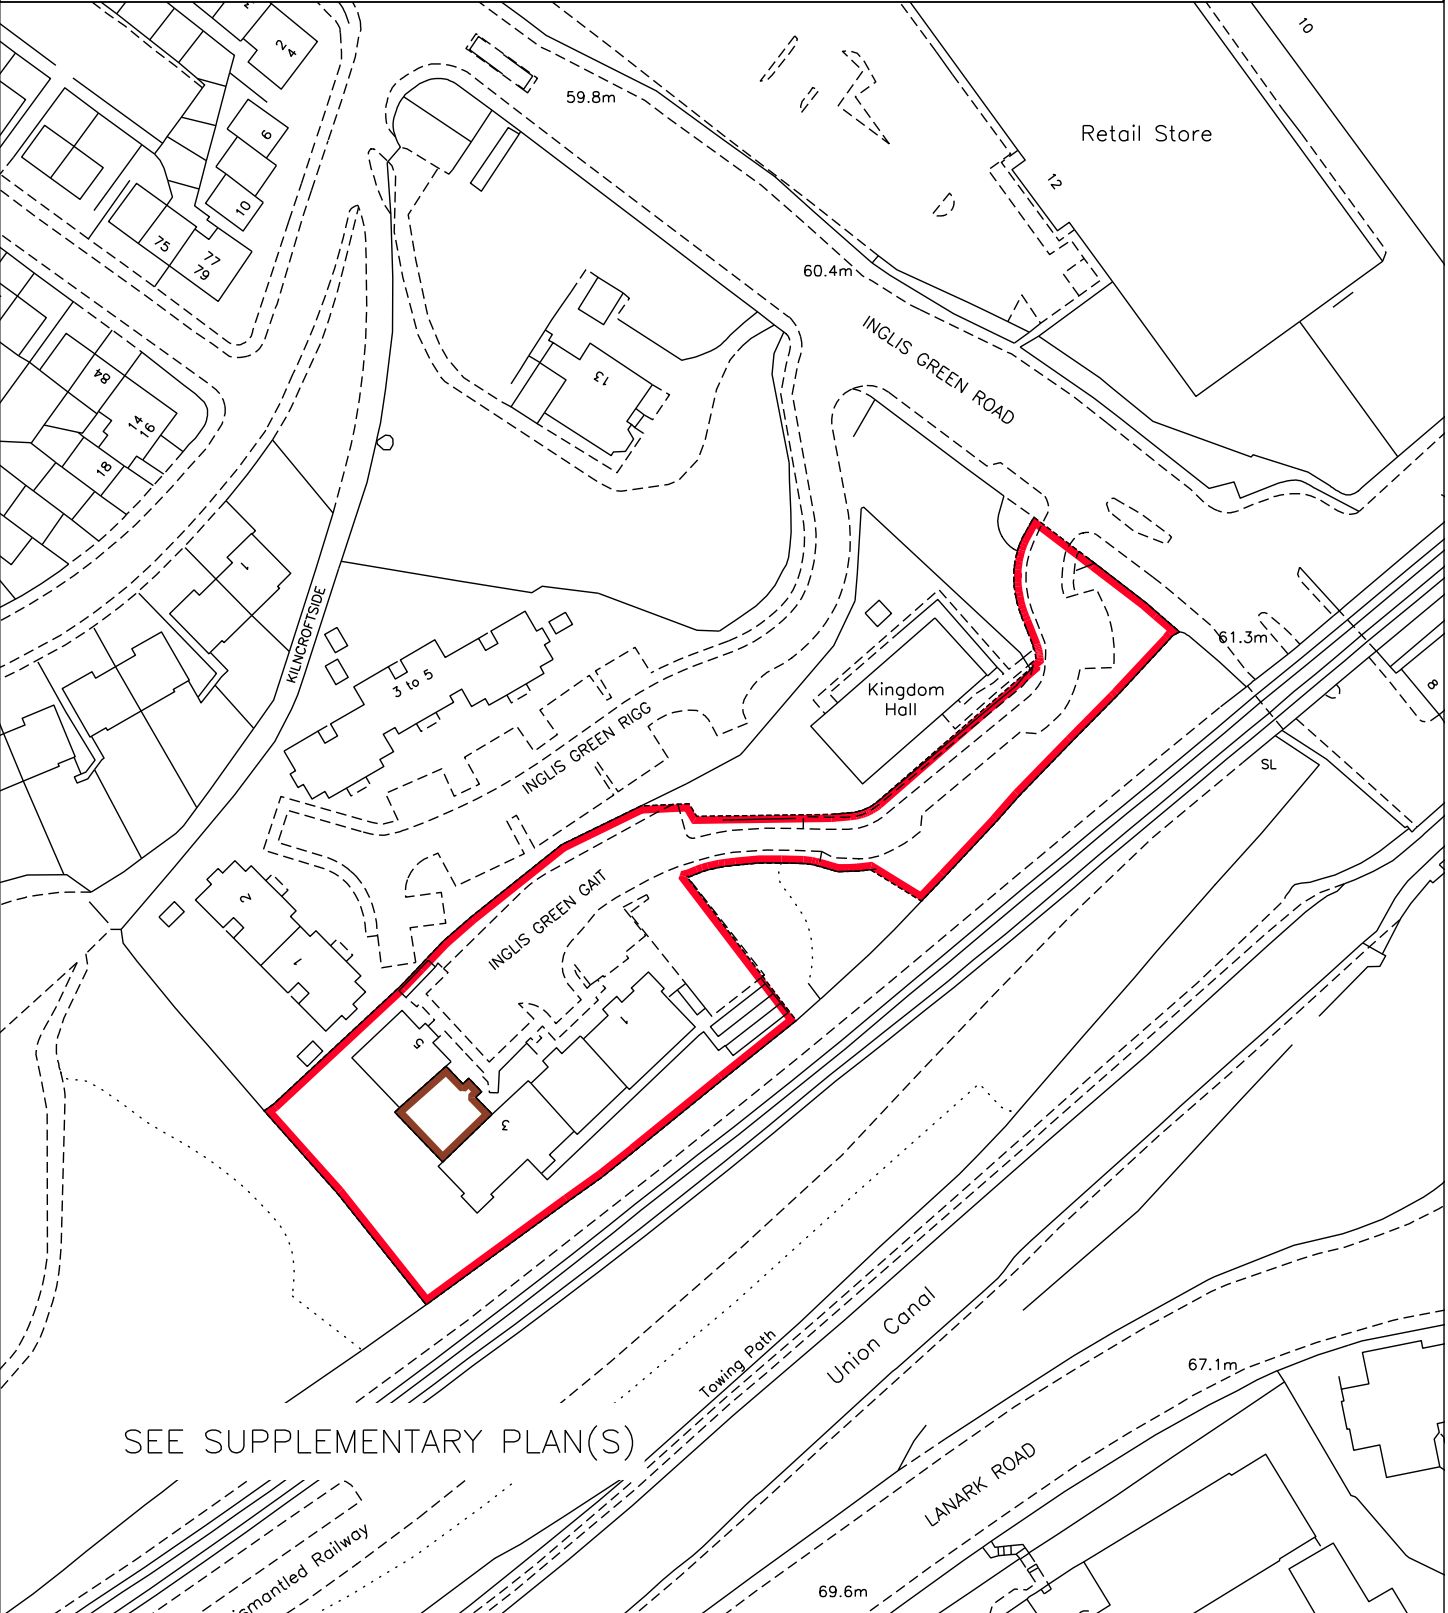 2
4
10
59.8m
Retail Store
6
12
10
75
77
79
60.4m
INGLIS GREEN ROAD
84
13
14
16
18
1
KILNCROFTSIDE
3 to 5
61.3m
Kingdom
Hall
8
INGLIS GREEN RIGG
SL
2
INGLIS GREEN GAIT
1
1
5
3
Union Canal
Towing Path
67.1m
SEE SUPPLEMENTARY PLAN(S)
LANARK ROAD
ismantled Railway
69.6m